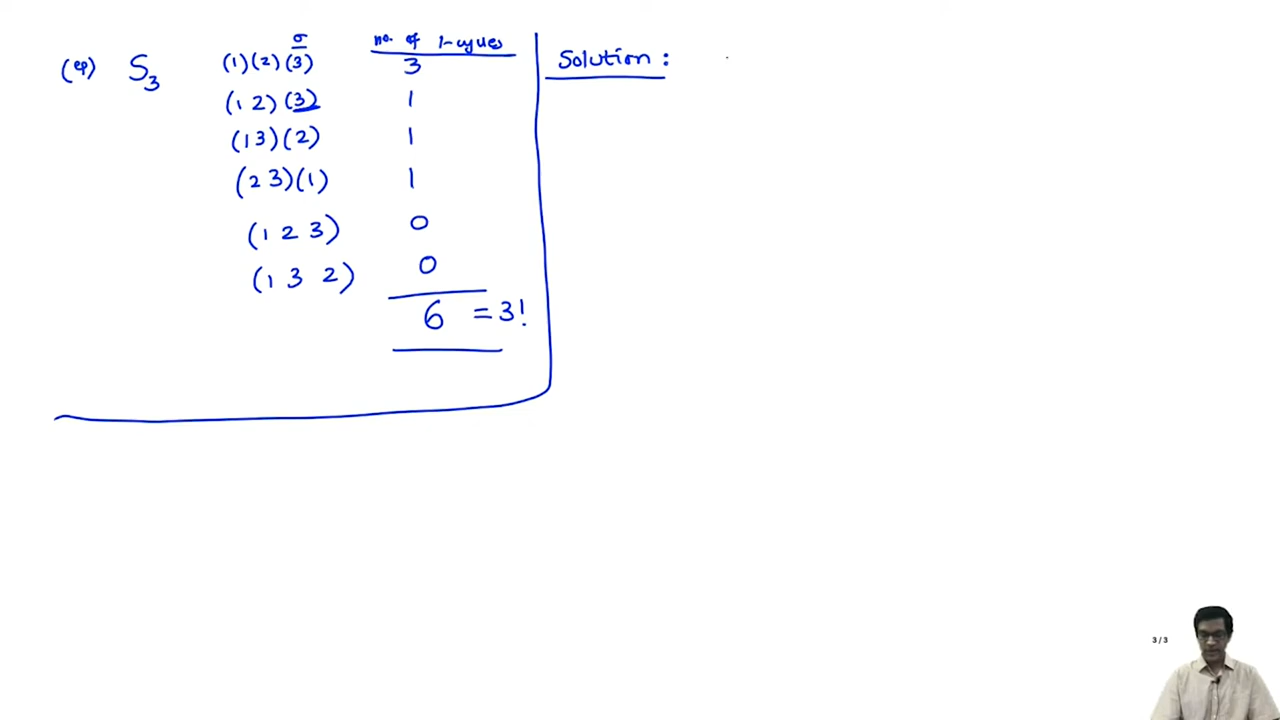 σ no. of 1-cycles
(eg) S₃ (1)(2)(3) 3
(1 2)(3) 1
(1 3)(2) 1
(2 3)(1) 1
(1 2 3) 0
(1 3 2) 0
6 = 3!
Solution :
3 / 3